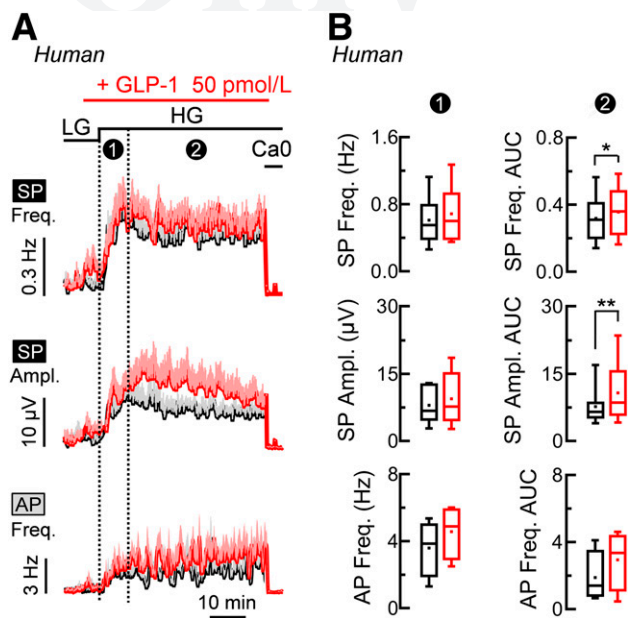 A
Human
+ GLP-1 50 pmol/L
LG
HG
1
2
Ca0
SP
Freq.
0.3 Hz
SP
Ampl.
10 µV
AP
Freq.
3 Hz
10 min
B
Human
1
SP Freq. (Hz)
1.6
0.8
0.0
2
SP Freq. AUC
0.8
0.4
0
*
SP Ampl. (µV)
30
15
0
SP Ampl. AUC
30
15
0
**
AP Freq. (Hz)
8
4
0
AP Freq. AUC
8
4
0